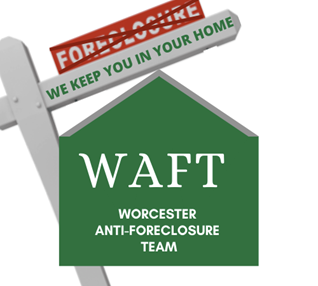 FORECLOSURE
WE KEEP YOU IN YOUR HOME
WAFT
WORCESTER
ANTI-FORECLOSURE
TEAM